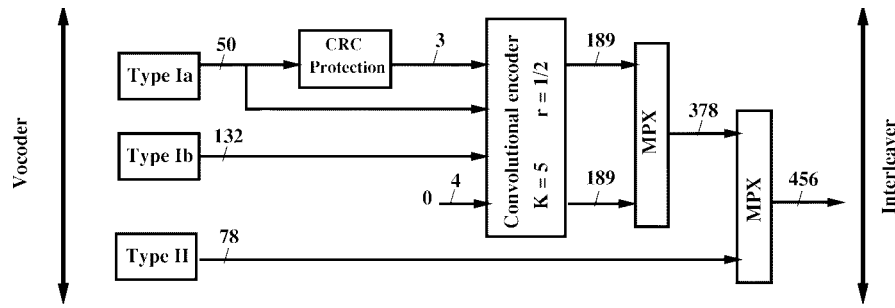 Vocoder
Type Ia
50
CRC
Protection
3
Type Ib
132
0
4
Type II
78
Convolutional encoder
K = 5 r = 1/2
189
189
MPX
378
MPX
456
Interleaver